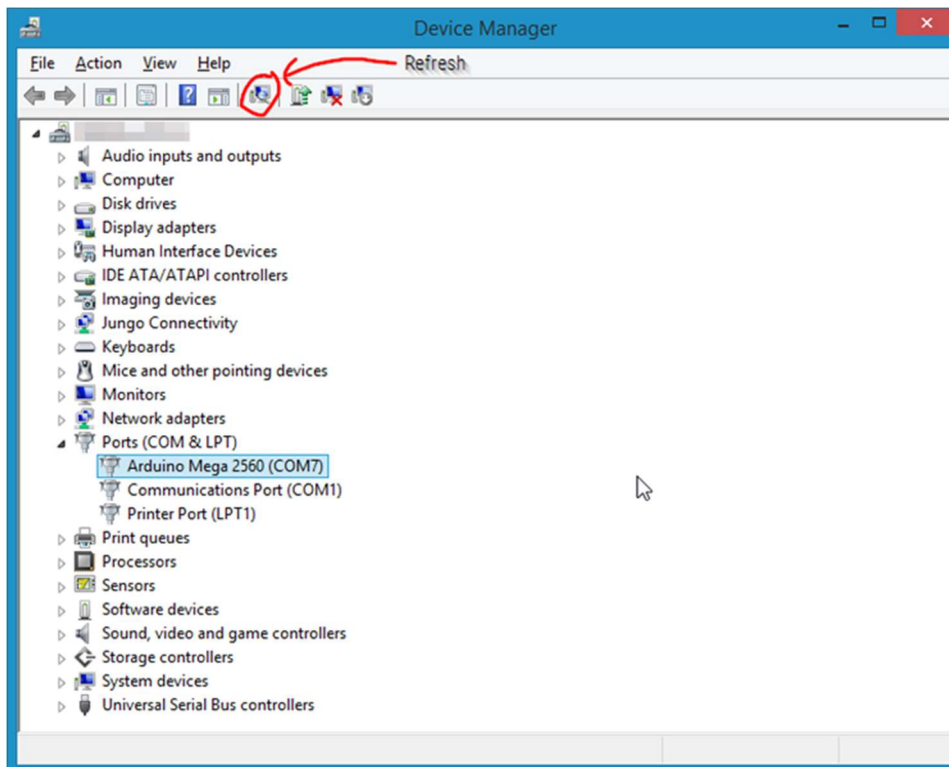 Device Manager
File Action View Help
Refresh
Audio inputs and outputs
Computer
Disk drives
Display adapters
Human Interface Devices
IDE ATA/ATAPI controllers
Imaging devices
Jungo Connectivity
Keyboards
Mice and other pointing devices
Monitors
Network adapters
Ports (COM & LPT)
Arduino Mega 2560 (COM7)
Communications Port (COM1)
Printer Port (LPT1)
Print queues
Processors
Sensors
Software devices
Sound, video and game controllers
Storage controllers
System devices
Universal Serial Bus controllers